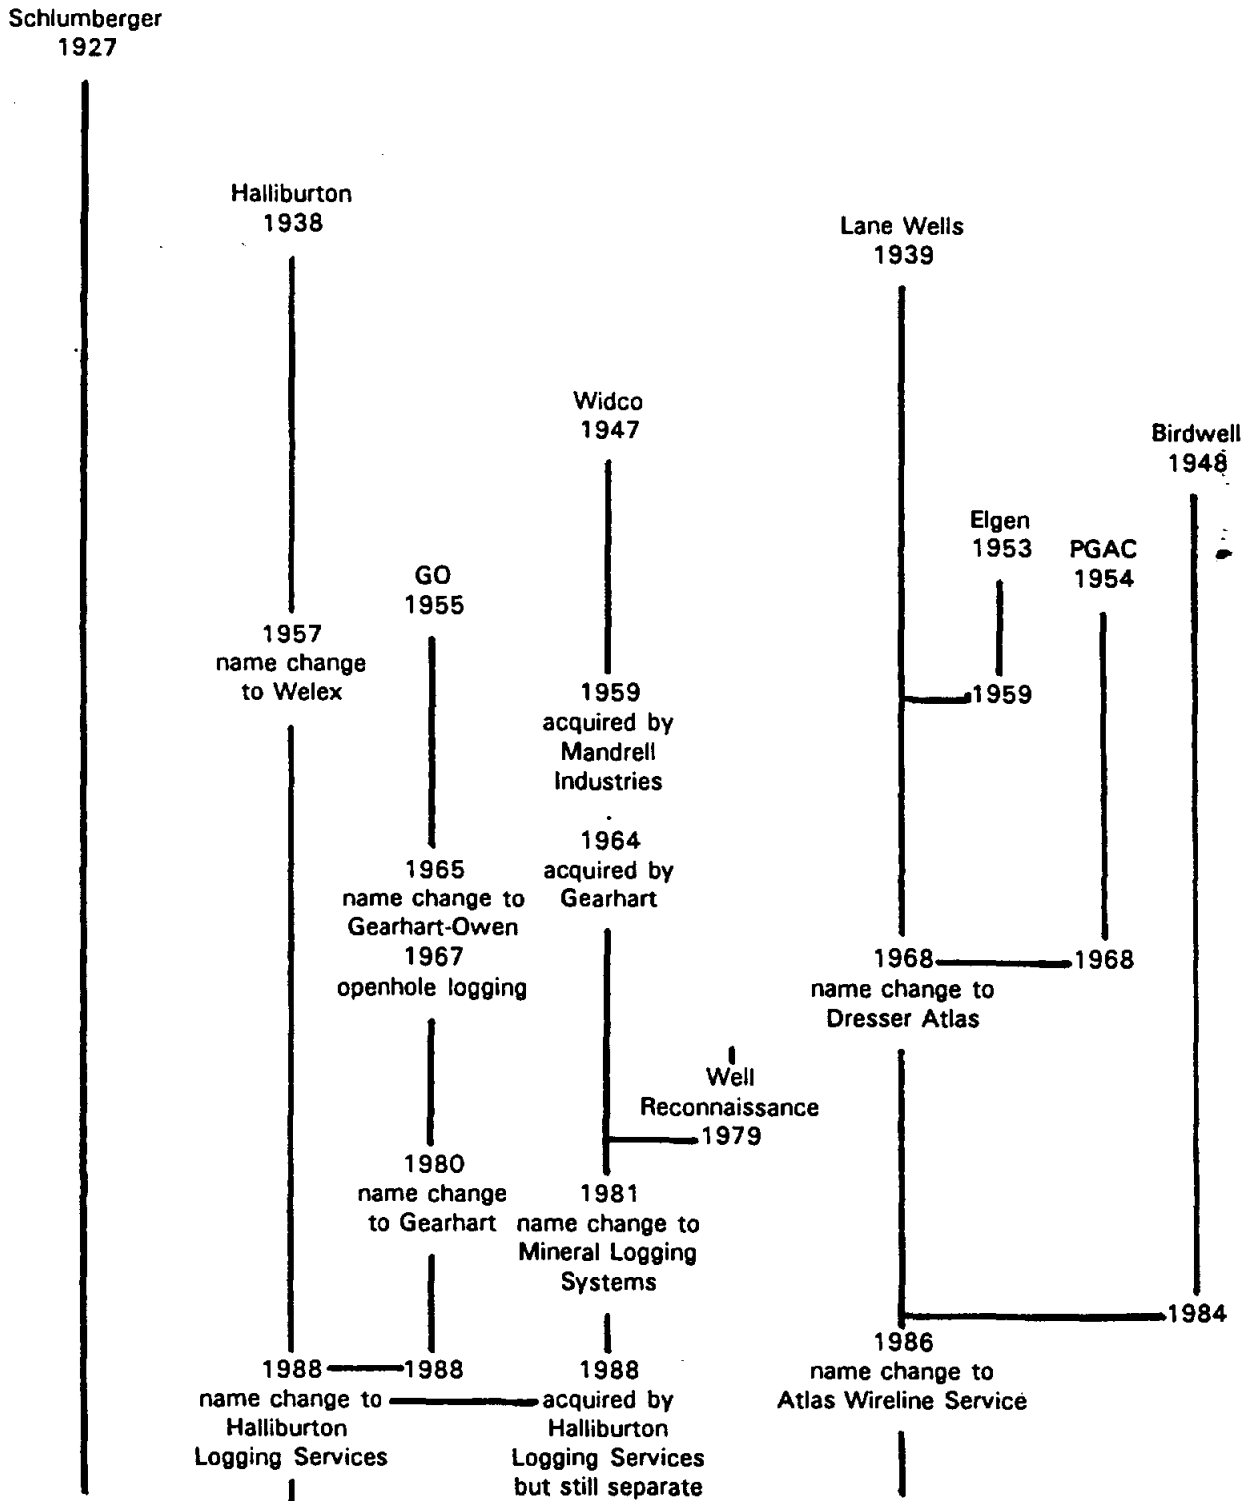 Schlumberger
1927
Halliburton
1938
1957
name change
to Welex
1988
name change to
Halliburton
Logging Services
GO
1955
1965
name change to
Gearhart-Owen
1967
openhole logging
1980
name change
to Gearhart
1988
Widco
1947
1959
acquired by
Mandrell
Industries
1964
acquired by
Gearhart
Well
Reconnaissance
1979
1981
name change to
Mineral Logging
Systems
1988
acquired by
Halliburton
Logging Services
but still separate
Lane Wells
1939
Elgen
1953
1959
PGAC
1954
1968
1968
name change to
Dresser Atlas
Birdwell
1948
1984
1986
name change to
Atlas Wireline Service